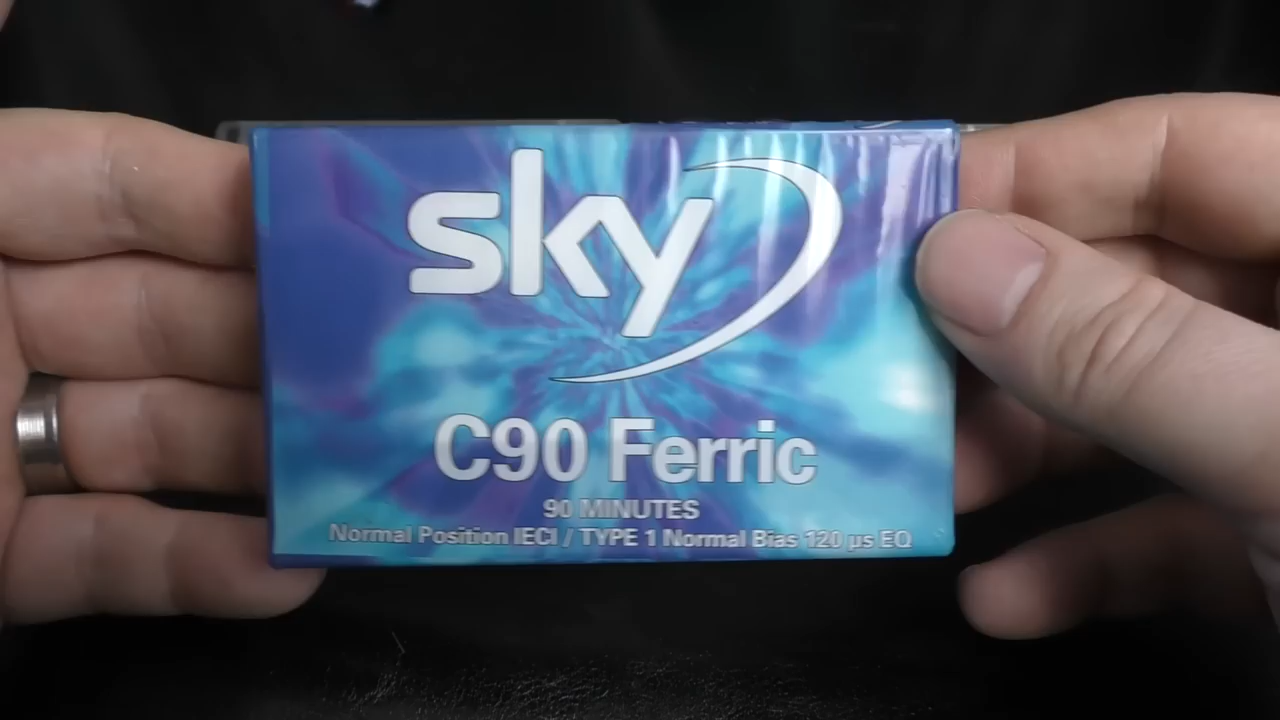 sky
C90 Ferric
90 MINUTES
Normal Position IECI / TYPE 1 Normal Bias 120 µs EQ